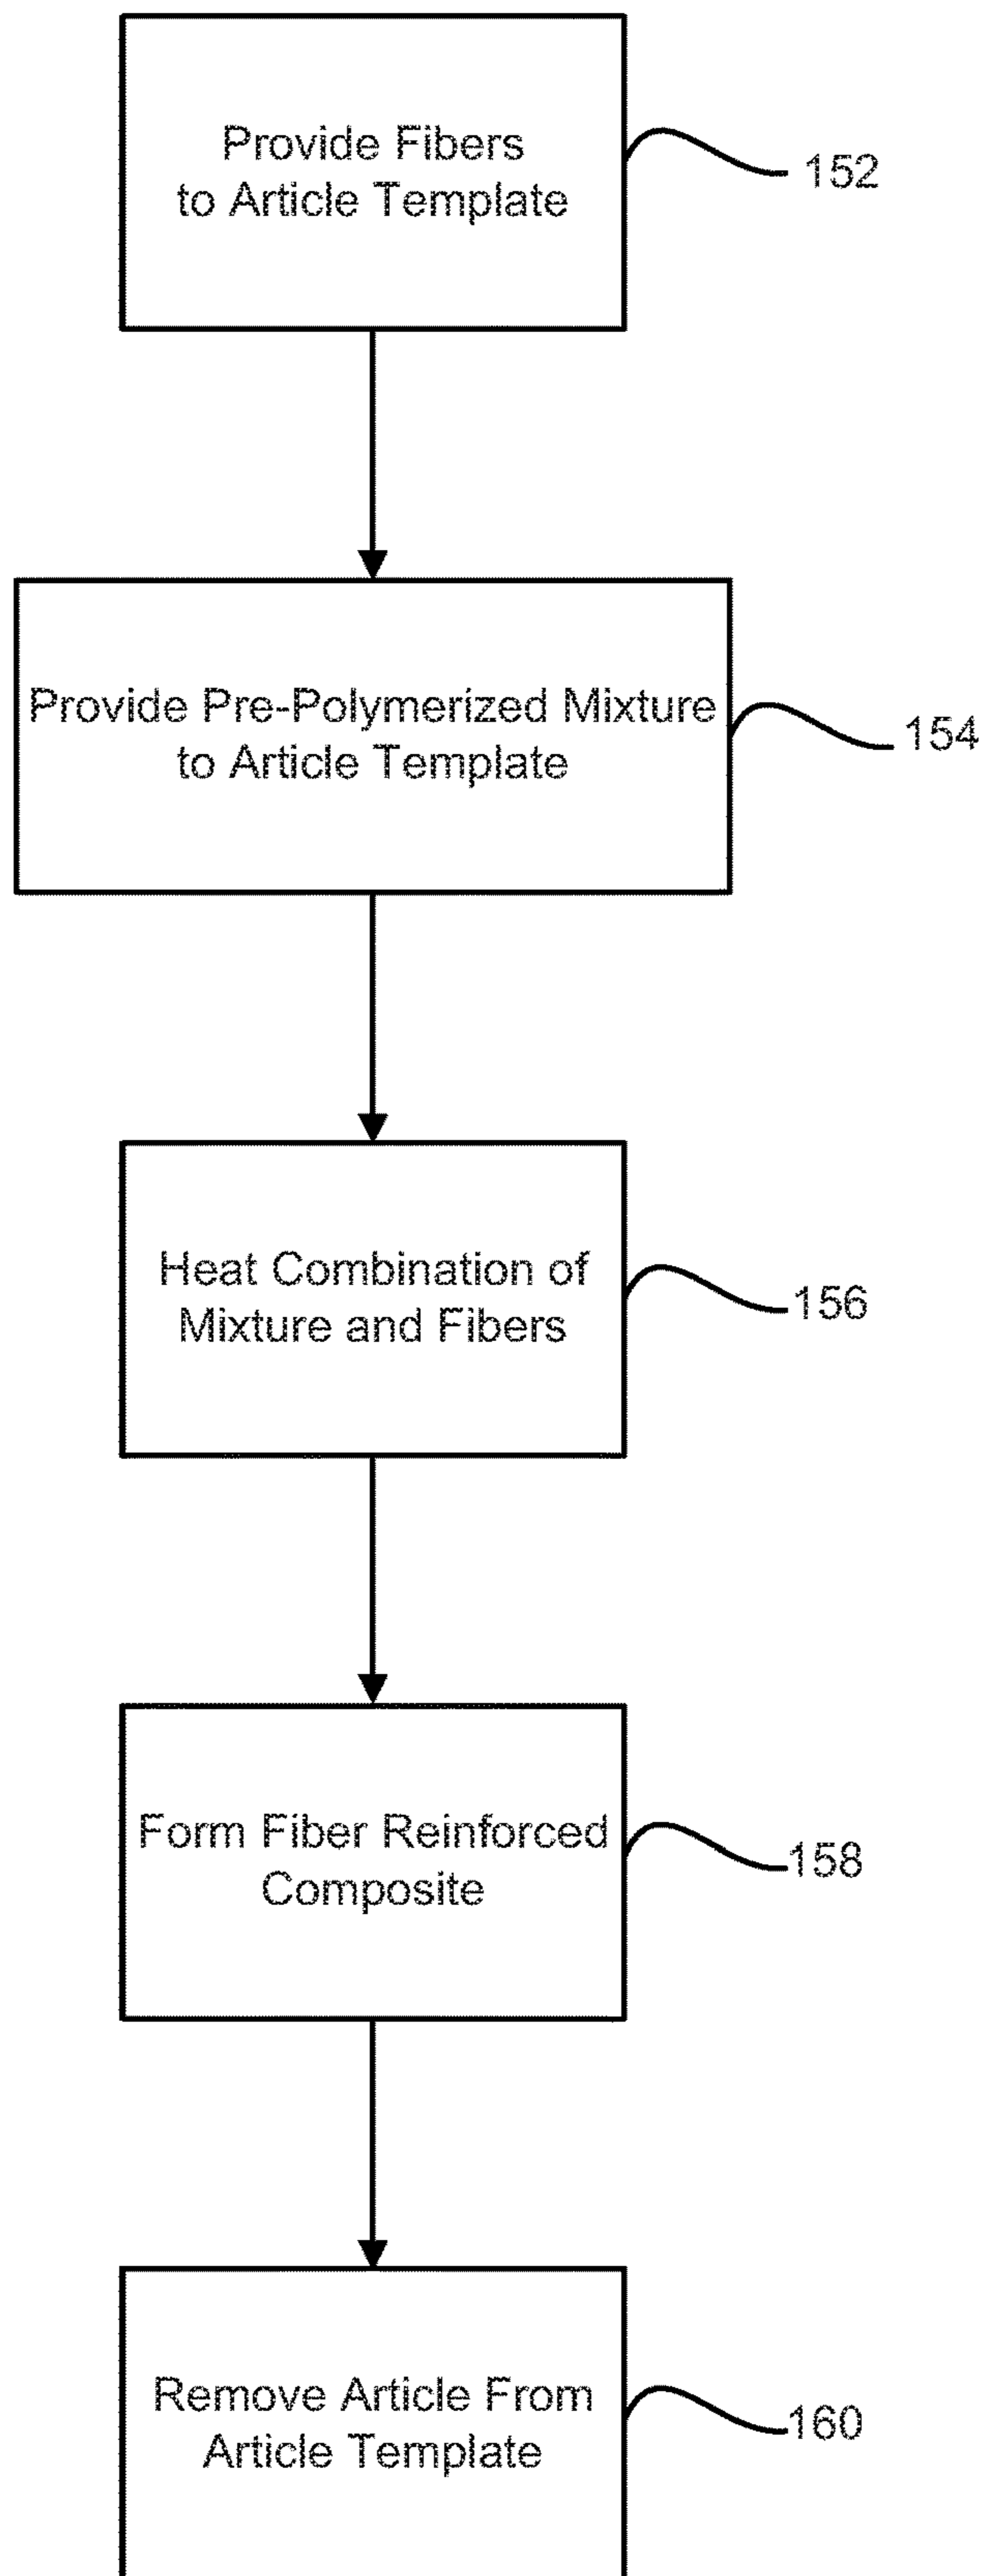 Provide Fibers
to Article Template
152
Provide Pre-Polymerized Mixture
to Article Template
154
Heat Combination of
Mixture and Fibers
156
Form Fiber Reinforced
Composite
158
Remove Article From
Article Template
160